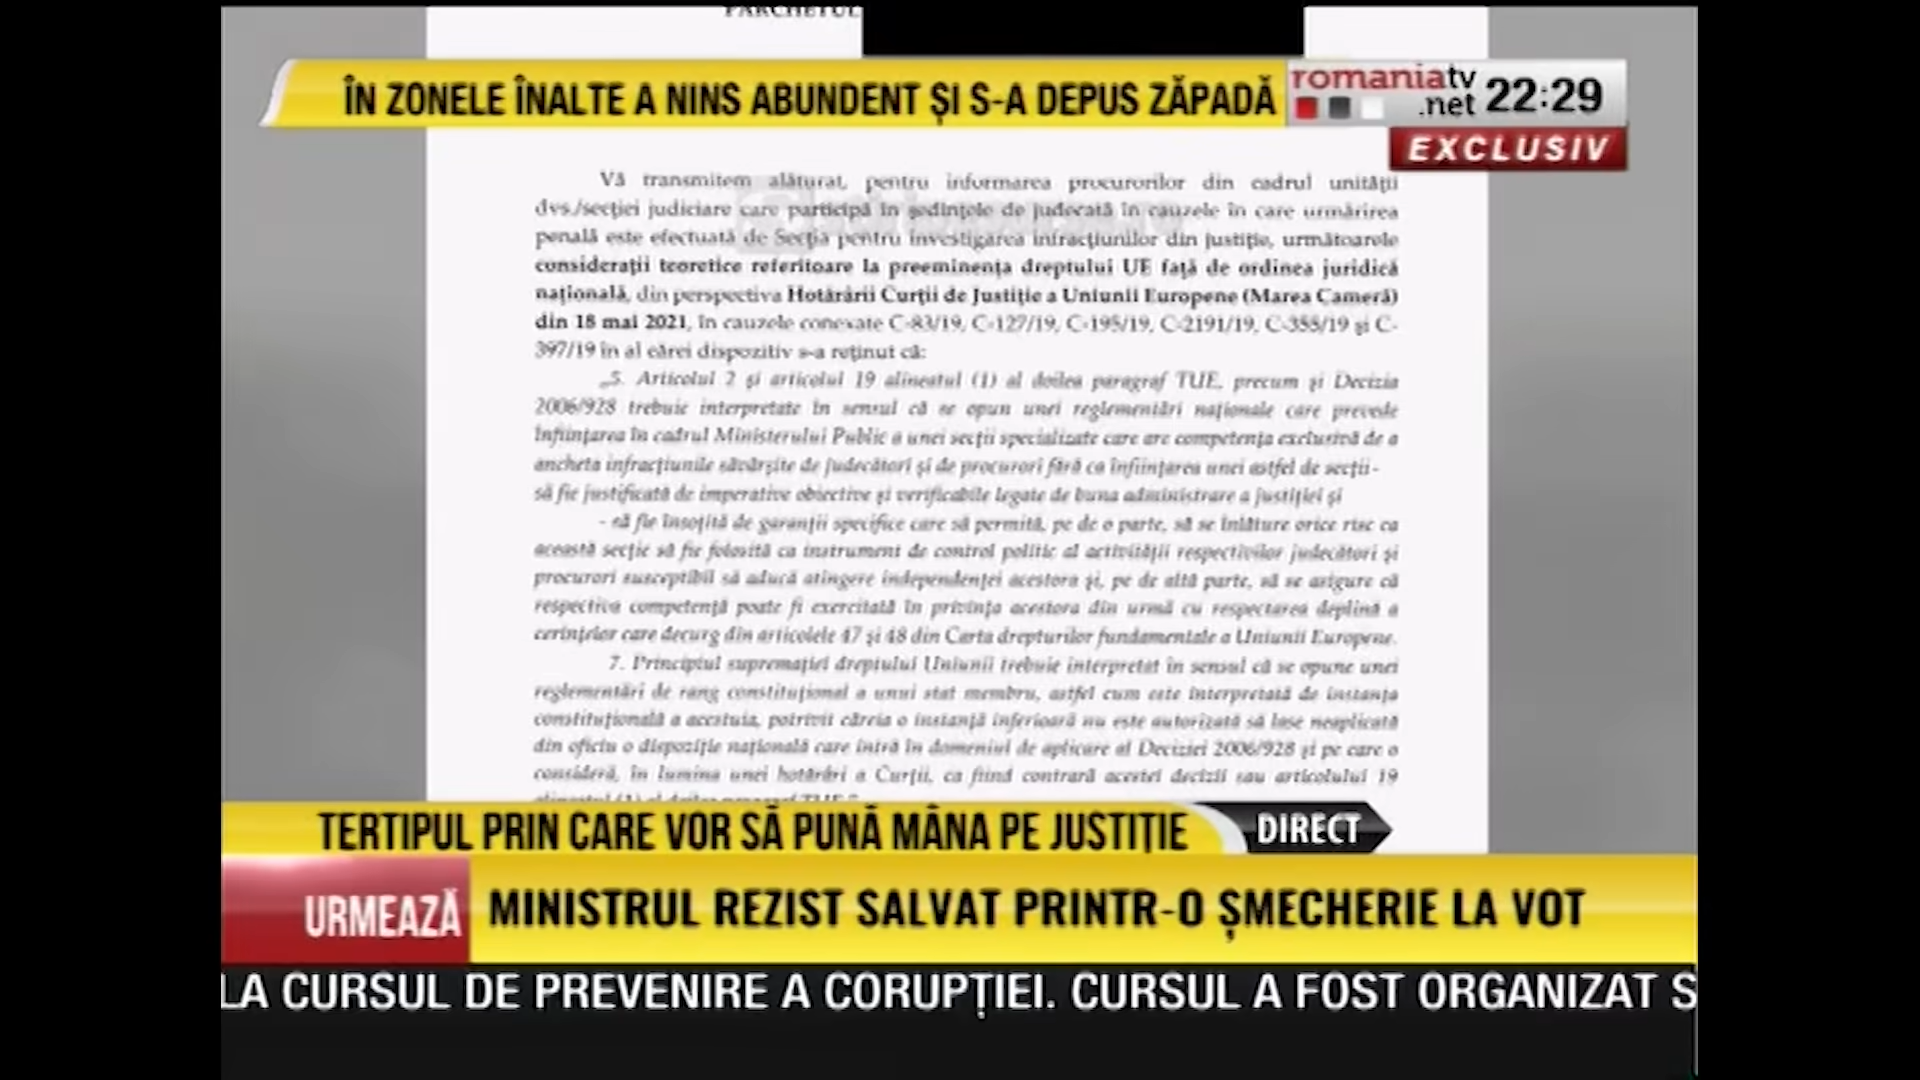 PARCHETUL
ÎN ZONELE ÎNALTE A NINS ABUNDENT ȘI S-A DEPUS ZĂPADĂ
romaniatv
.net
22:29
EXCLUSIV
Vă transmitem alăturat, pentru informarea procurorilor din cadrul unității
dvs./secției judiciare care participă în ședințele de judecată în cauzele în care urmărirea
penală este efectuată de Secția pentru investigarea infracțiunilor din justiție, următoarele
considerații teoretice referitoare la preeminența dreptului UE față de ordinea juridică
națională, din perspectiva Hotărârii Curții de Justiție a Uniunii Europene (Marea Cameră)
din 18 mai 2021, în cauzele conexate C-83/19, C-127/19, C-195/19, C-2191/19, C-355/19 și C-
397/19 în al cărei dispozitiv s-a reținut că:
„5. Articolul 2 și articolul 19 alineatul (1) al doilea paragraf TUE, precum și Decizia
2006/928 trebuie interpretate în sensul că se opun unei reglementări naționale care prevede
înființarea în cadrul Ministerului Public a unei secții specializate care are competența exclusivă de a
ancheta infracțiunile săvârșite de judecători și de procurori fără ca înființarea unei astfel de secții-
să fie justificată de imperative obiective și verificabile legate de buna administrare a justiției și
- să fie însoțită de garanții specifice care să permită, pe de o parte, să se înlăture orice risc ca
această secție să fie folosită ca instrument de control politic al activității respectivilor judecători și
procurori susceptibil să aducă atingere independenței acestora și, pe de altă parte, să se asigure că
respectiva competență poate fi exercitată în privința acestora din urmă cu respectarea deplină a
cerințelor care decurg din articolele 47 și 48 din Carta drepturilor fundamentale a Uniunii Europene.
7. Principiul supremației dreptului Uniunii trebuie interpretat în sensul că se opune unei
reglementări de rang constituțional a unui stat membru, astfel cum este interpretată de instanța
constituțională a acestuia, potrivit căreia o instanță inferioară nu este autorizată să lase neaplicată
din oficiu o dispoziție națională care intră în domeniul de aplicare al Deciziei 2006/928 și pe care o
consideră, în lumina unei hotărâri a Curții, ca fiind contrară acestei decizii sau articolului 19
alineatul (1) al doilea paragraf TUE."
TERTIPUL PRIN CARE VOR SĂ PUNĂ MÂNA PE JUSTIȚIE
DIRECT
URMEAZĂ
MINISTRUL REZIST SALVAT PRINTR-O ȘMECHERIE LA VOT
LA CURSUL DE PREVENIRE A CORUPȚIEI. CURSUL A FOST ORGANIZAT S